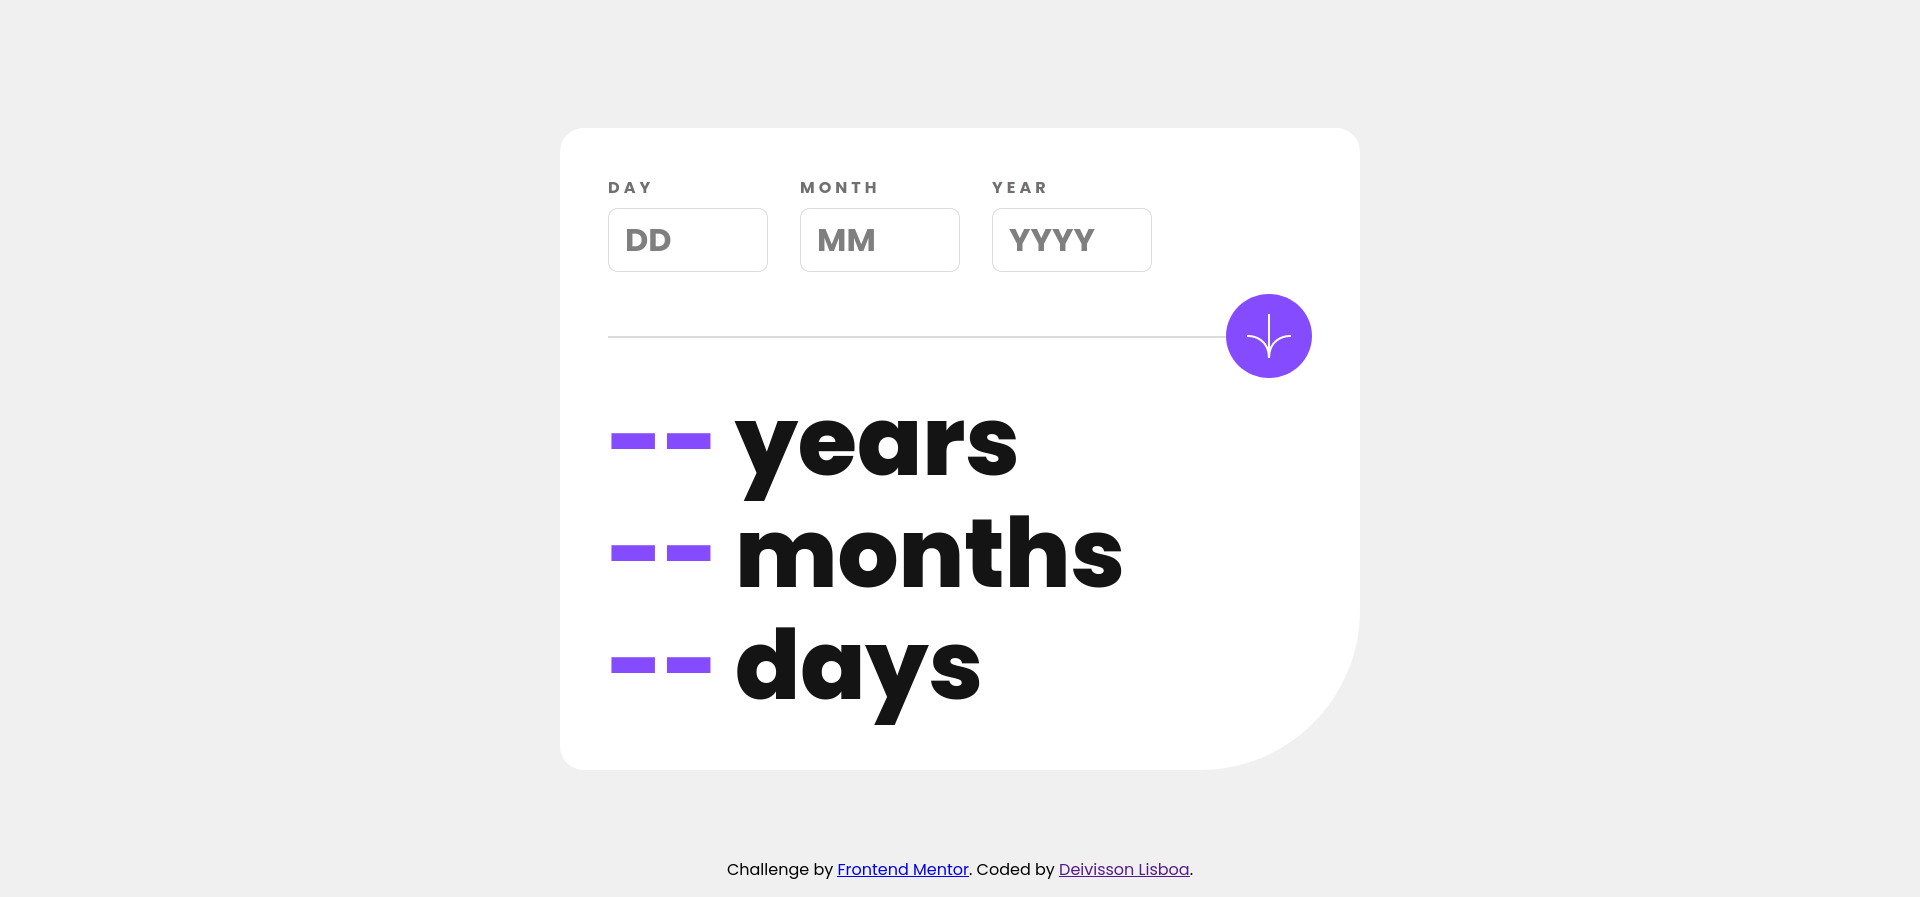 DAY MONTH YEAR
DD MM YYYY
-- years
-- months
-- days
Challenge by Frontend Mentor. Coded by Deivisson Lisboa.